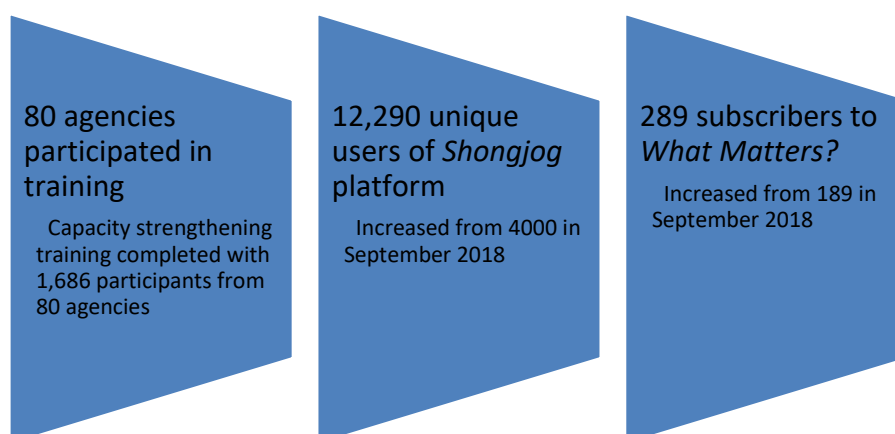 80 agencies
participated in
training
Capacity strengthening
training completed with
1,686 participants from
80 agencies
12,290 unique
users of Shongjog
platform
Increased from 4000 in
September 2018
289 subscribers to
What Matters?
Increased from 189 in
September 2018